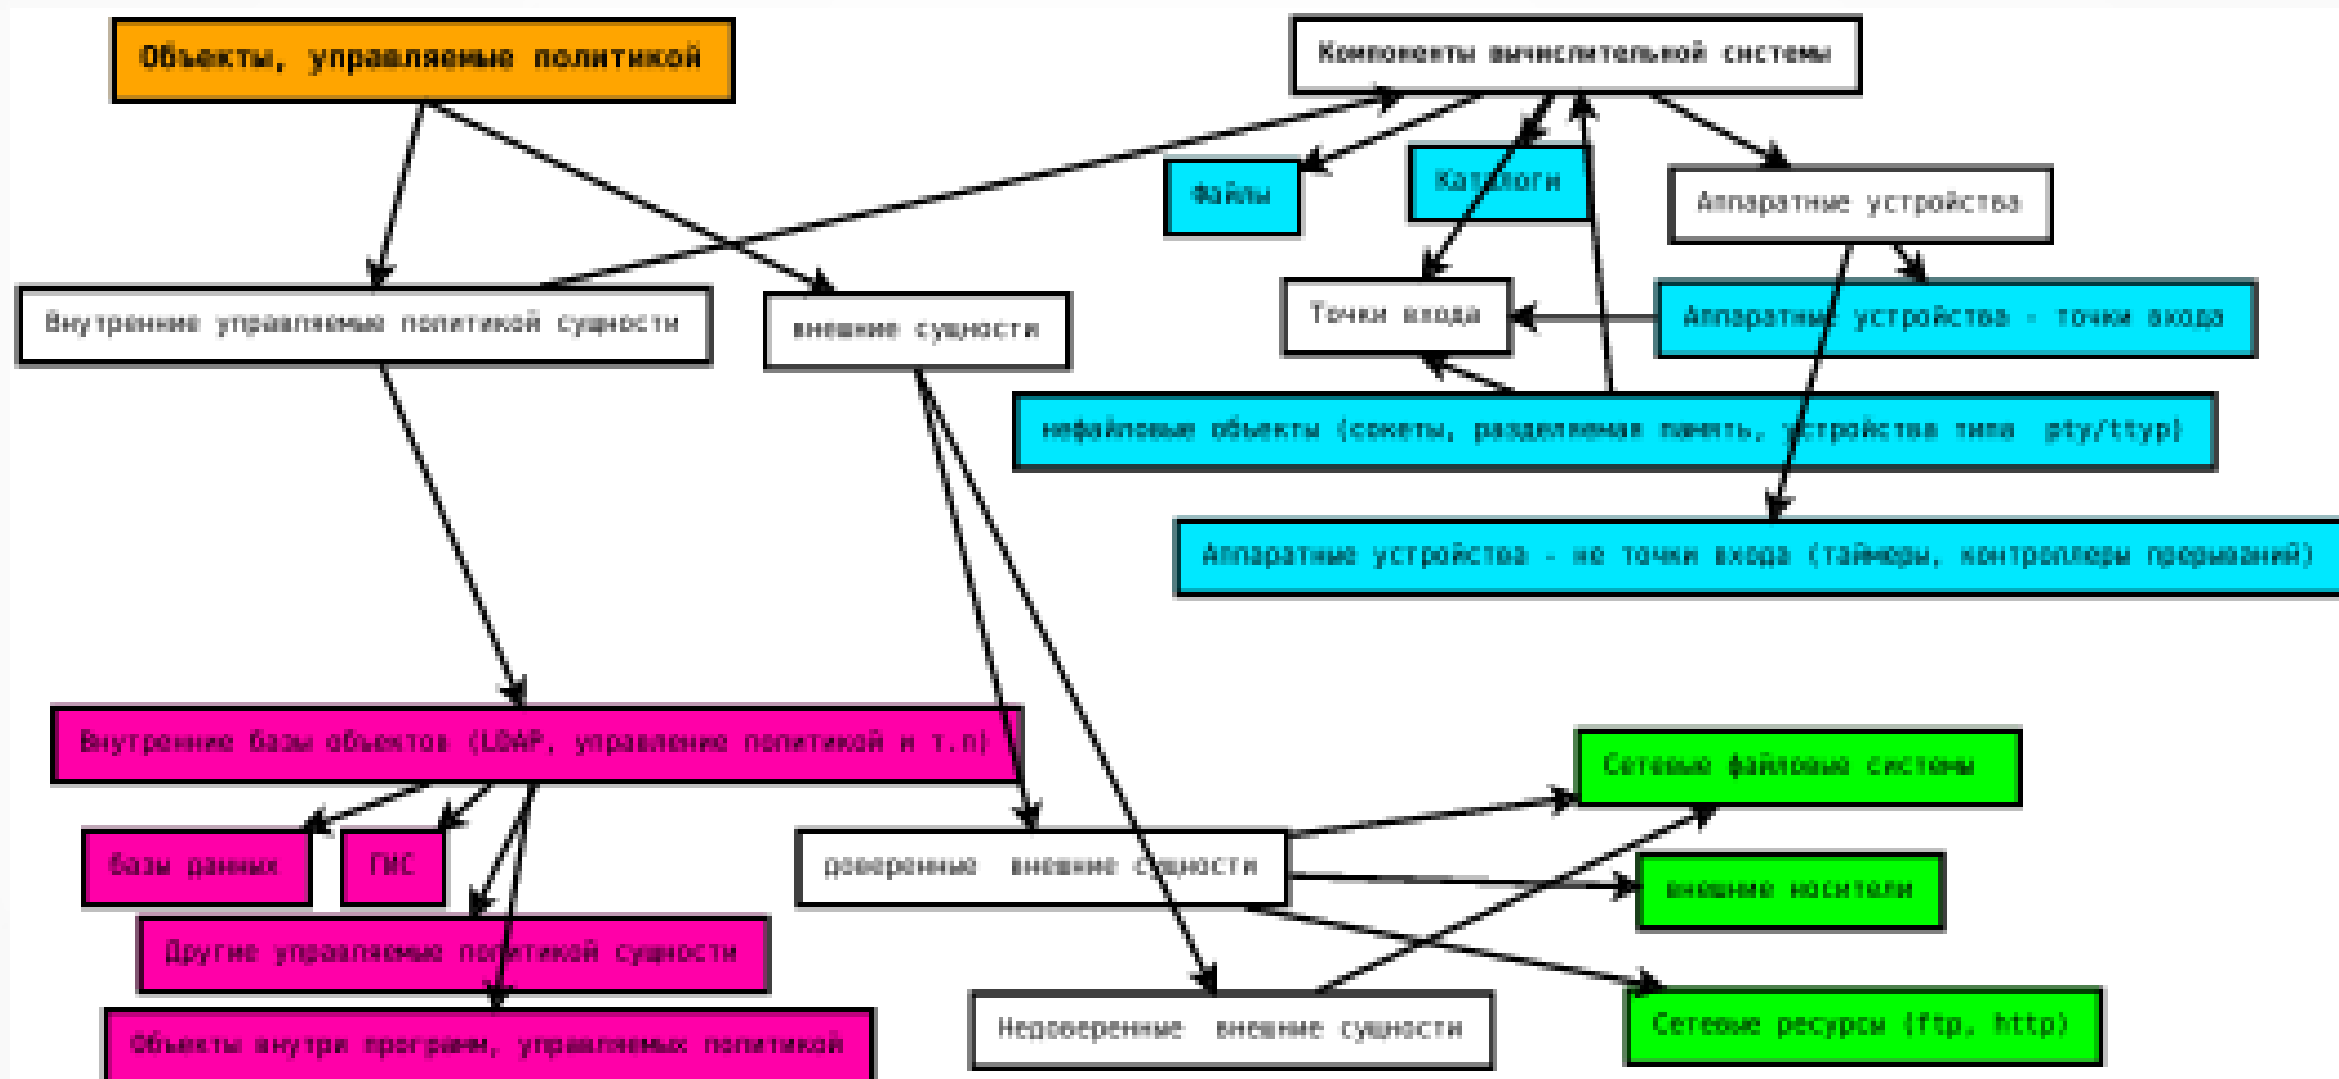 Объекты, управляемые политикой
Компоненты вычислительной системы
Файлы
Каталоги
Аппаратные устройства
Внутренние управляемые политикой сущности
внешние сущности
Точки входа
Аппаратные устройства - точки входа
нефайловые объекты (сокеты, разделяемая память, устройства типа pty/ttyp)
Аппаратные устройства - не точки входа (таймеры, контроллеры прерываний)
Внутренние базы объектов (LDAP, управление политикой и т.п)
Сетевые файловые системы
базы данных
ГИС
доверенные внешние сущности
внешние носители
Другие управляемые политикой сущности
Недоверенные внешние сущности
Сетевые ресурсы (ftp, http)
Объекты внутри программ, управляемых политикой